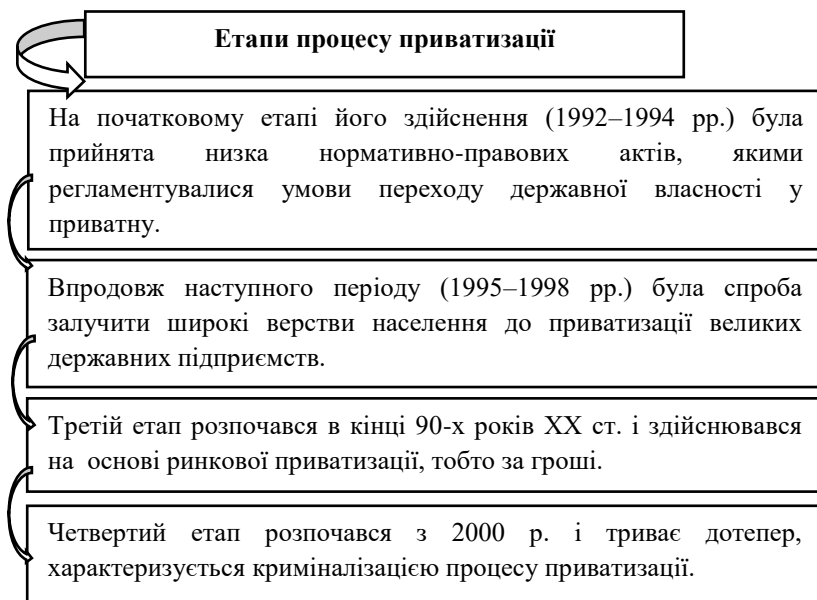 Етапи процесу приватизації
На початковому етапі його здійснення (1992–1994 рр.) була
прийнята низка нормативно-правових актів, якими
регламентувалися умови переходу державної власності у
приватну.
Впродовж наступного періоду (1995–1998 рр.) була спроба
залучити широкі верстви населення до приватизації великих
державних підприємств.
Третій етап розпочався в кінці 90-х років ХХ ст. і здійснювався
на основі ринкової приватизації, тобто за гроші.
Четвертий етап розпочався з 2000 р. і триває дотепер,
характеризується криміналізацією процесу приватизації.